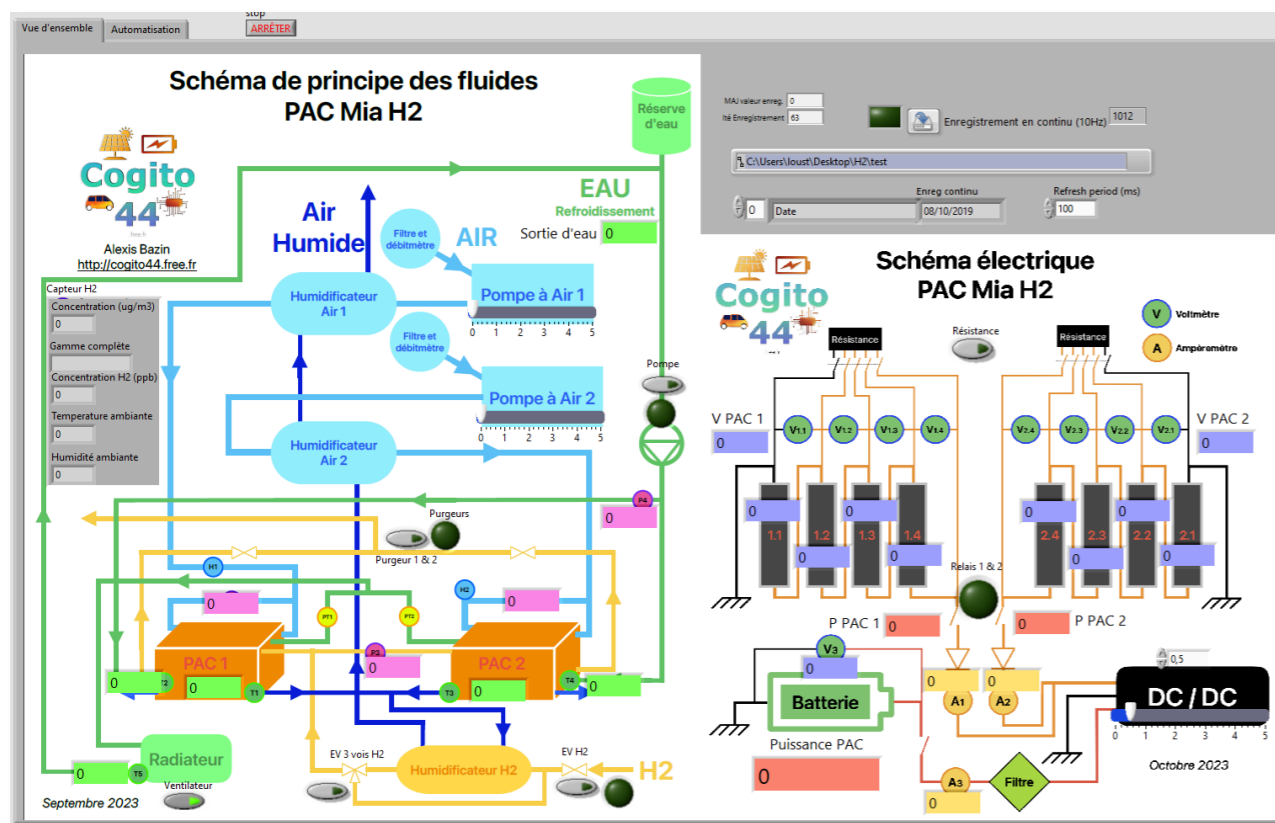 stop
Vue d'ensemble
Automatisation
ARRÊTER
Schéma de principe des fluides
PAC Mia H2
Cogito
44
free.fr
Alexis Bazin
http://cogito44.free.fr
Réserve
d'eau
EAU
Refroidissement
Sortie d'eau 0
Air
Humide
Filtre et
débitmètre
AIR
Humidificateur
Air 1
Pompe à Air 1
0 1 2 3 4 5
Filtre et
débitmètre
Pompe à Air 2
0 1 2 3 4 5
Humidificateur
Air 2
Pompe
Capteur H2
Concentration (ug/m3)
0
Gamme complète
Concentration H2 (ppb)
0
Temperature ambiante
0
Humidité ambiante
0
P4
0
Purgeurs
Purgeur 1 & 2
H1
0
H2
0
PT1
PT2
P3
0
PAC 1
PAC 2
0
T2
0
T1
T3
0
T4
0
Radiateur
0
T5
Ventilateur
EV 3 vois H2
Humidificateur H2
EV H2
H2
Septembre 2023
MAJ valeur enreg. 0
lté Enregistrement 63
Enregistrement en continu (10Hz) 1012
C:\Users\loust\Desktop\H2\test
0
Date
Enreg continu
08/10/2019
Refresh period (ms)
100
Cogito
44
Schéma électrique
PAC Mia H2
V Voltmètre
A Ampèremètre
Résistance
Résistance
Résistance
V PAC 1
0
V1.1
V1.2
V1.3
V1.4
V2.4
V2.3
V2.2
V2.1
V PAC 2
0
0
0
0
0
0
0
0
0
1.1
1.2
1.3
1.4
2.4
2.3
2.2
2.1
Relais 1 & 2
P PAC 1 0
0 P PAC 2
V3
0
Batterie
0
A1
0
A2
0,5
DC / DC
0 1 2 3 4 5
Puissance PAC
0
A3
0
Filtre
Octobre 2023